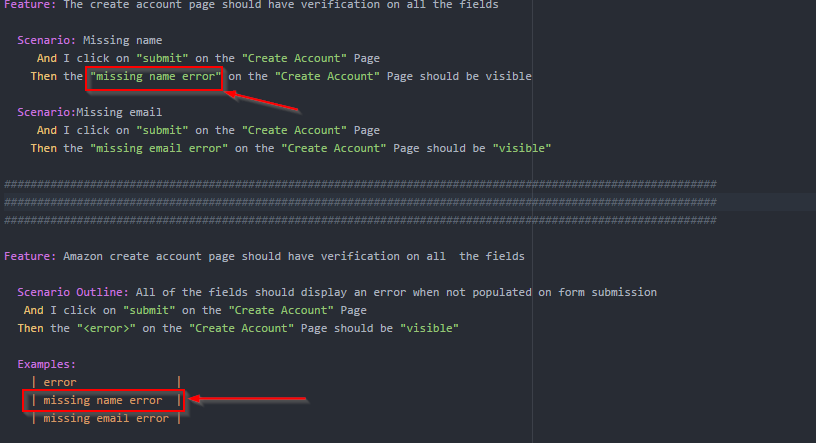 Feature: The create account page should have verification on all the fields
Scenario: Missing name
And I click on "submit" on the "Create Account" Page
Then the "missing name error" on the "Create Account" Page should be visible
Scenario:Missing email
And I click on "submit" on the "Create Account" Page
Then the "missing email error" on the "Create Account" Page should be "visible"
############################################################################################################
############################################################################################################
############################################################################################################
Feature: Amazon create account page should have verification on all  the fields
Scenario Outline: All of the fields should display an error when not populated on form submission
And I click on "submit" on the "Create Account" Page
Then the "<error>" on the "Create Account" Page should be "visible"
Examples:
| error               |
| missing name error  |
| missing email error |